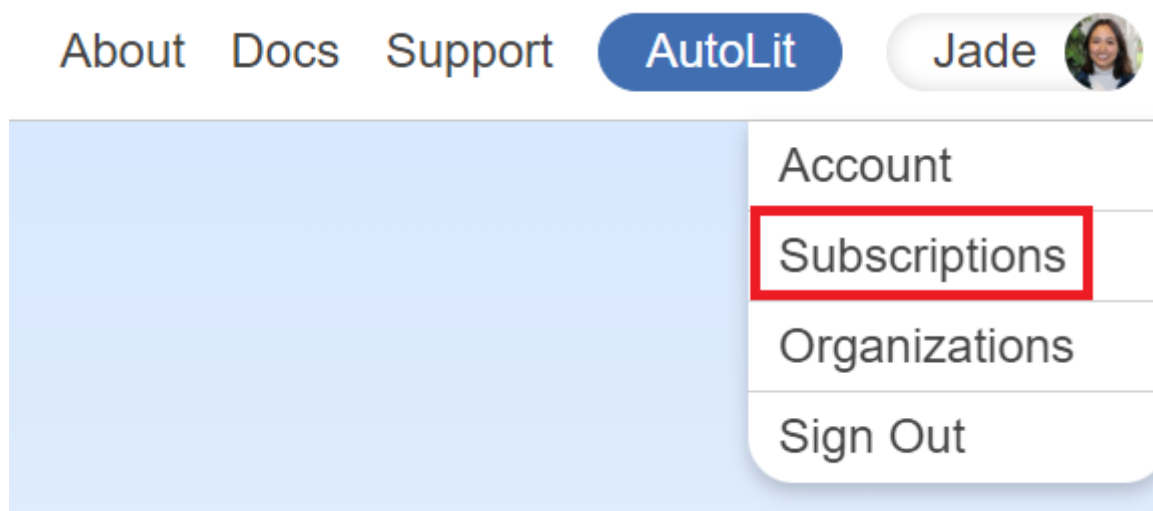 About Docs Support AutoLit Jade
Account
Subscriptions
Organizations
Sign Out